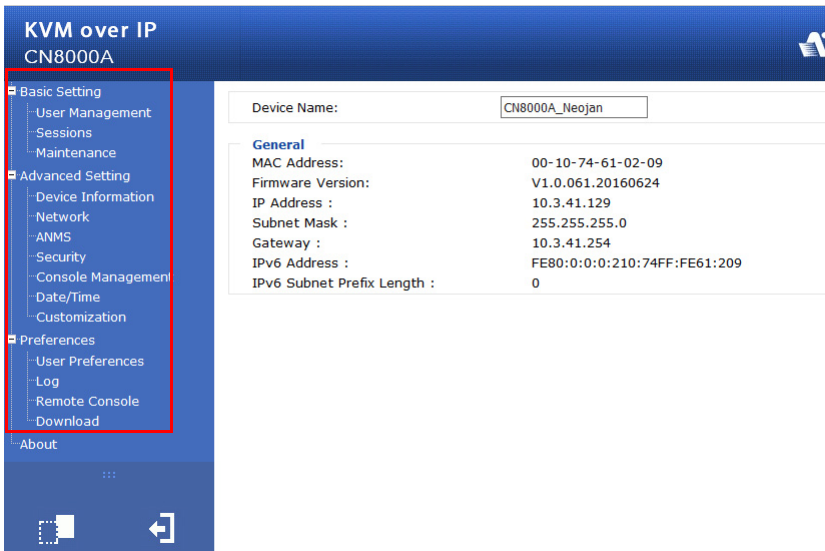 KVM over IP
CN8000A
Basic Setting
User Management
Sessions
Maintenance
Advanced Setting
Device Information
Network
ANMS
Security
Console Management
Date/Time
Customization
Preferences
User Preferences
Log
Remote Console
Download
About
Device Name: CN8000A_Neojan
General
MAC Address: 00-10-74-61-02-09
Firmware Version: V1.0.061.20160624
IP Address : 10.3.41.129
Subnet Mask : 255.255.255.0
Gateway : 10.3.41.254
IPv6 Address : FE80:0:0:0:210:74FF:FE61:209
IPv6 Subnet Prefix Length : 0